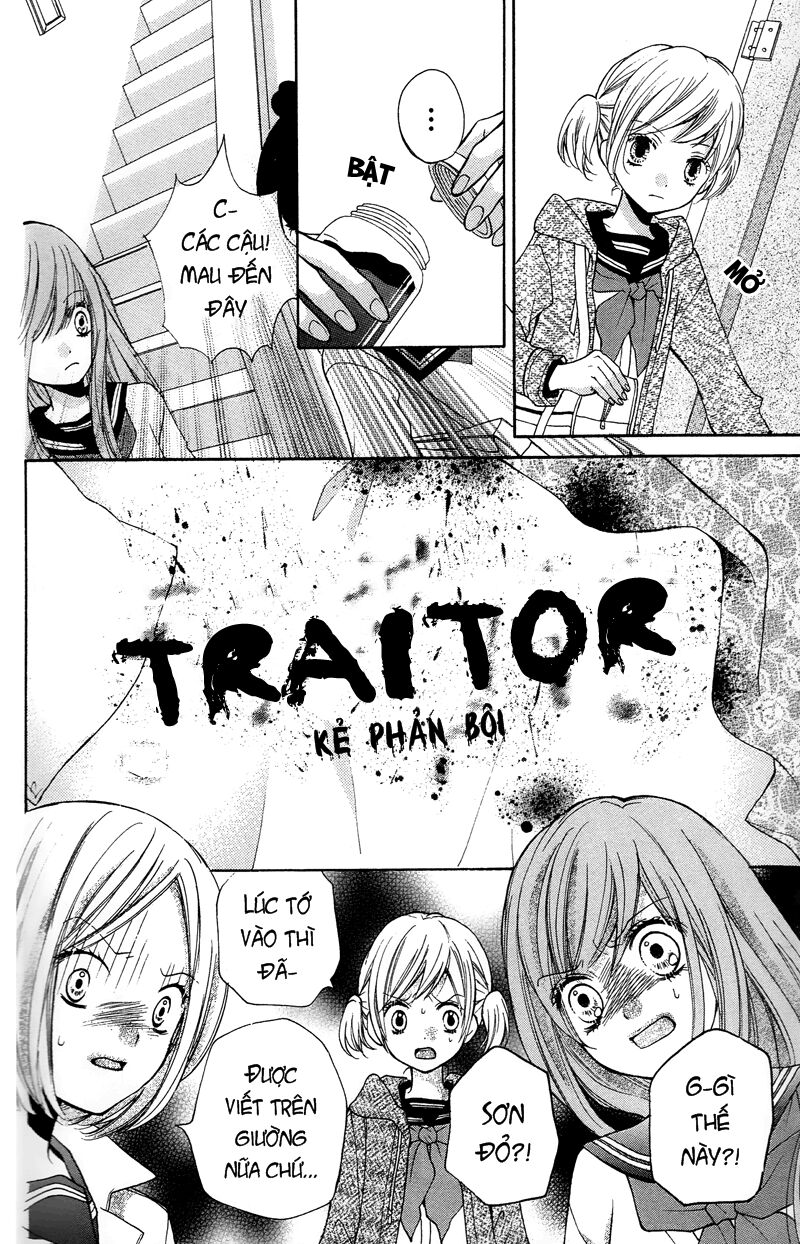 MỞ
…
BẬT
C-
CÁC CẬU!
MAU ĐẾN
ĐÂY
TRAITOR
KẺ PHẢN BỘI
G-GÌ
THẾ
NÀY?!
SƠN
ĐỎ?!
LÚC TỚ
VÀO THÌ
ĐÃ-
ĐƯỢC
VIẾT TRÊN
GIƯỜNG
NỮA CHỨ...